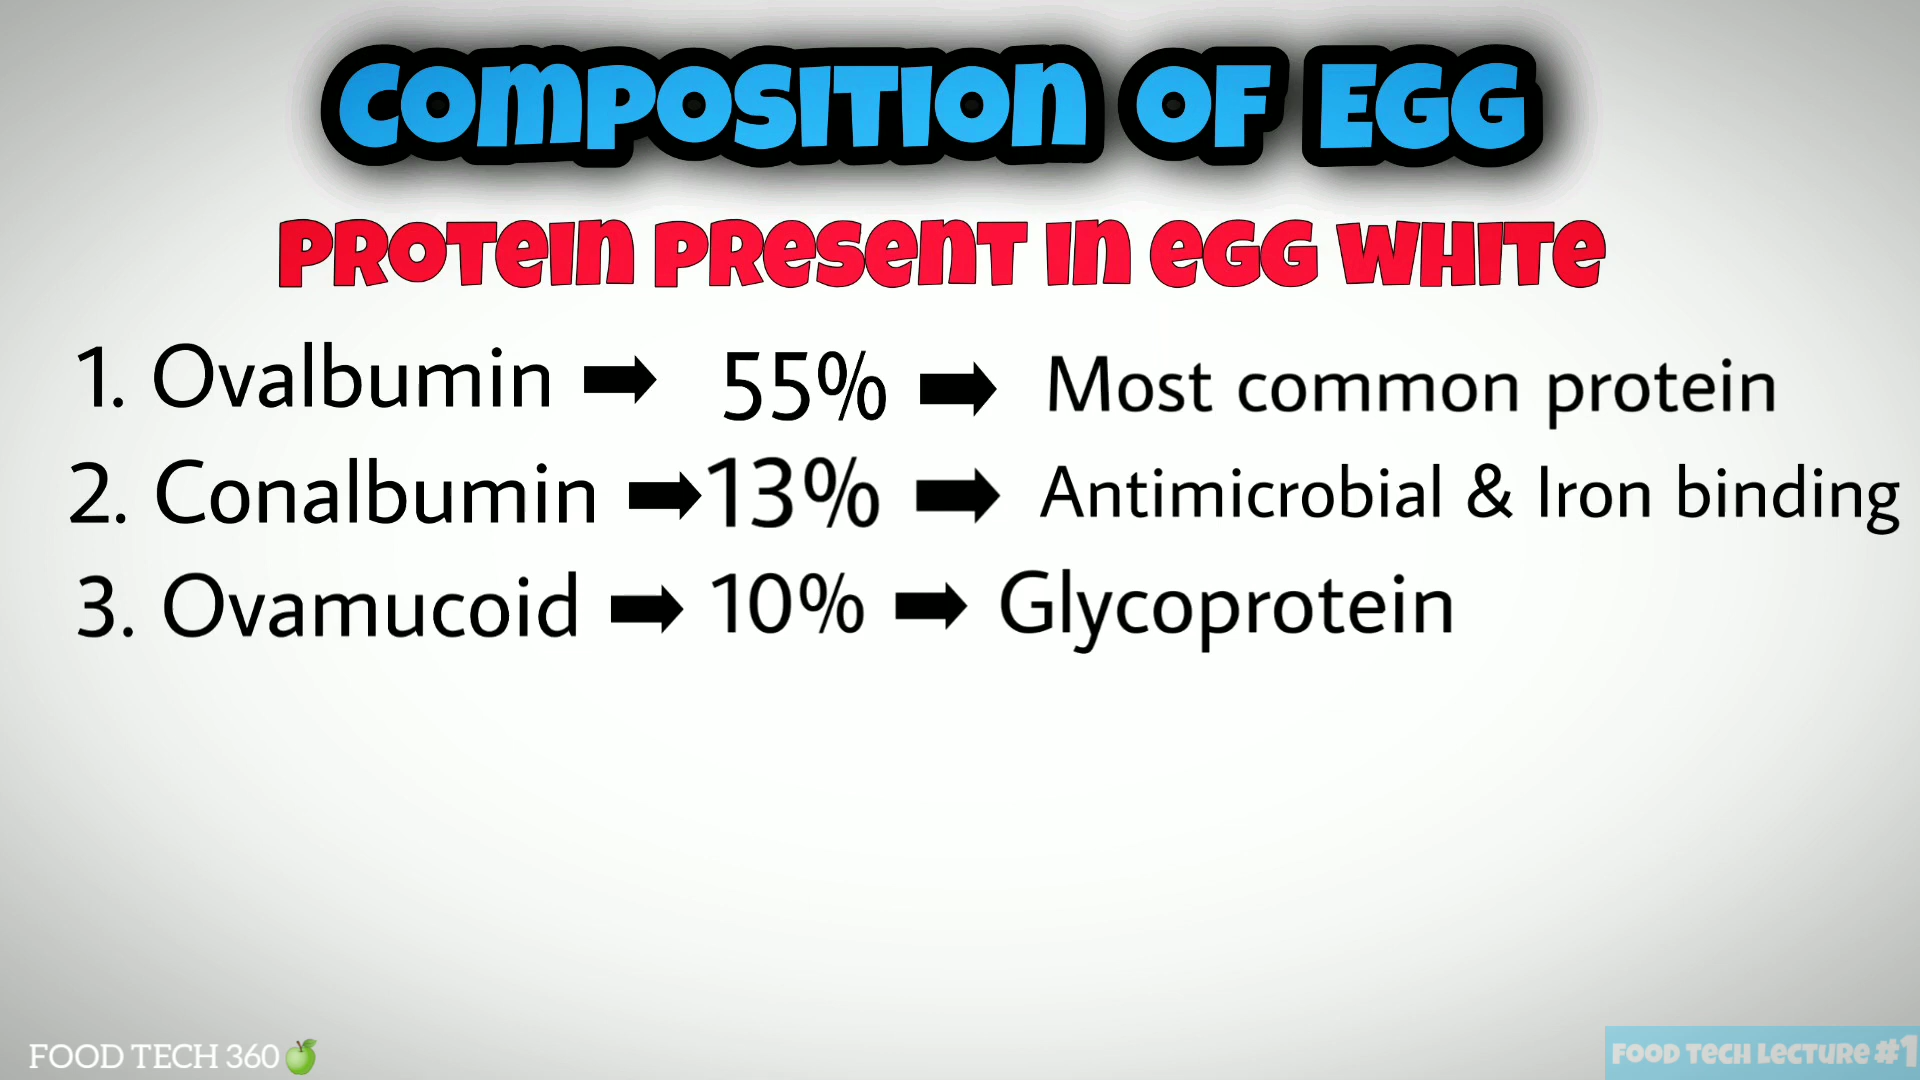 COMPOSITION OF EGG
PROTEIN PRESENT IN EGG WHITE
1. Ovalbumin ➡ 55% ➡ Most common protein
2. Conalbumin ➡ 13% ➡ Antimicrobial & Iron binding
3. Ovamucoid ➡ 10% ➡ Glycoprotein
FOOD TECH 360🍏
FOOD TECH LECTURE #1